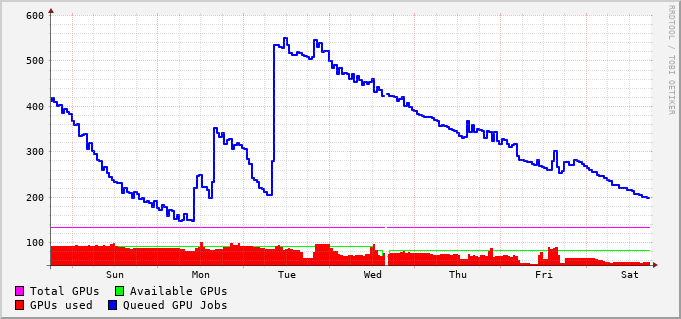 600
500
400
300
200
100
Sun Mon Tue Wed Thu Fri Sat
Total GPUs Available GPUs
GPUs used Queued GPU Jobs
RRDTOOL / TOBI OETIKER